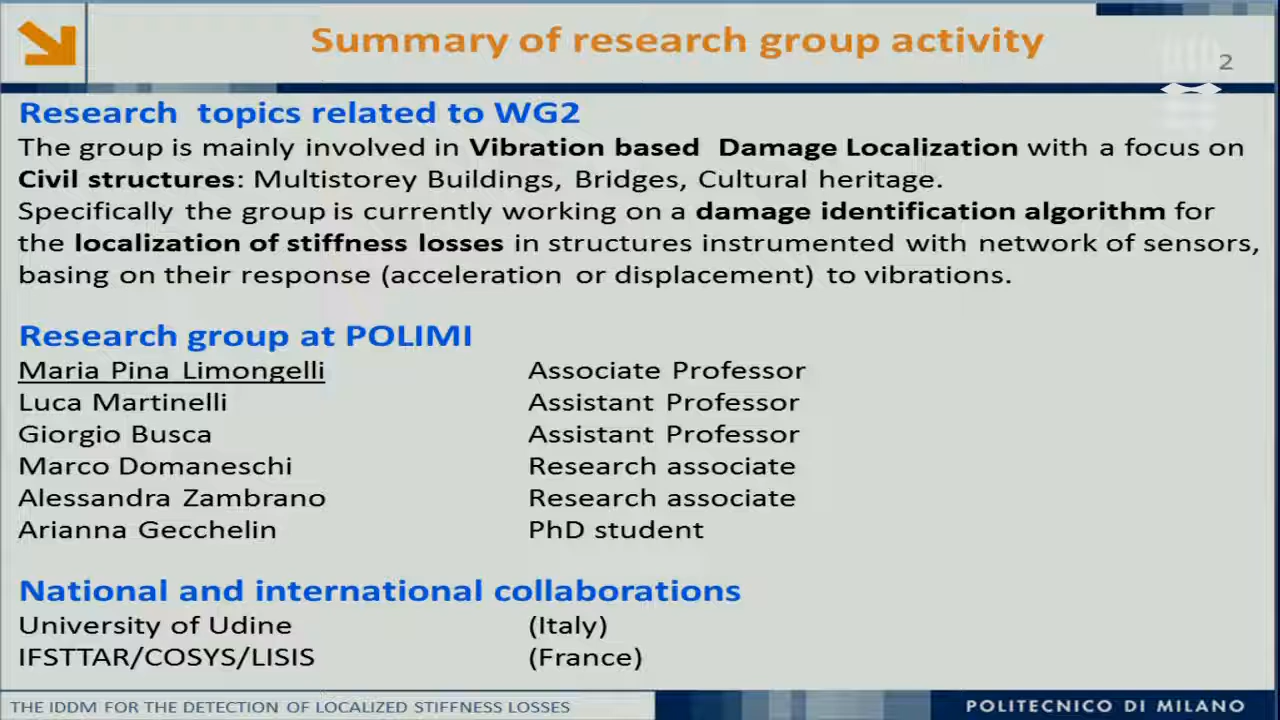 Summary of research group activity
2
Research topics related to WG2
The group is mainly involved in Vibration based Damage Localization with a focus on
Civil structures: Multistorey Buildings, Bridges, Cultural heritage.
Specifically the group is currently working on a damage identification algorithm for
the localization of stiffness losses in structures instrumented with network of sensors,
basing on their response (acceleration or displacement) to vibrations.
Research group at POLIMI
Maria Pina Limongelli Associate Professor
Luca Martinelli Assistant Professor
Giorgio Busca Assistant Professor
Marco Domaneschi Research associate
Alessandra Zambrano Research associate
Arianna Gecchelin PhD student
National and international collaborations
University of Udine (Italy)
IFSTTAR/COSYS/LISIS (France)
THE IDDM FOR THE DETECTION OF LOCALIZED STIFFNESS LOSSES POLITECNICO DI MILANO